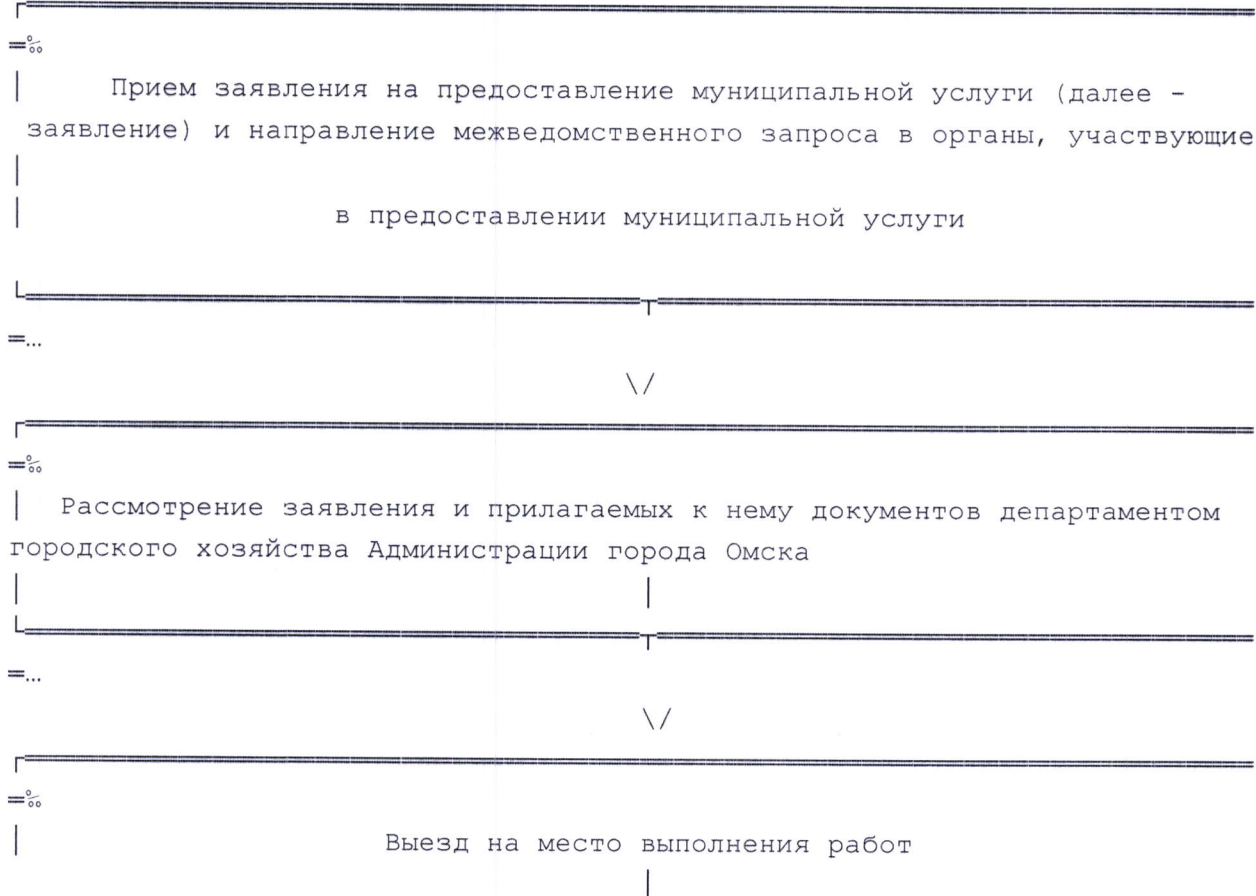 ═‰
Прием заявления на предоставление муниципальной услуги (далее -
заявление) и направление межведомственного запроса в органы, участвующие
в предоставлении муниципальной услуги
═…
\/
═‰
Рассмотрение заявления и прилагаемых к нему документов департаментом
городского хозяйства Администрации города Омска
═…
\/
═‰
Выезд на место выполнения работ